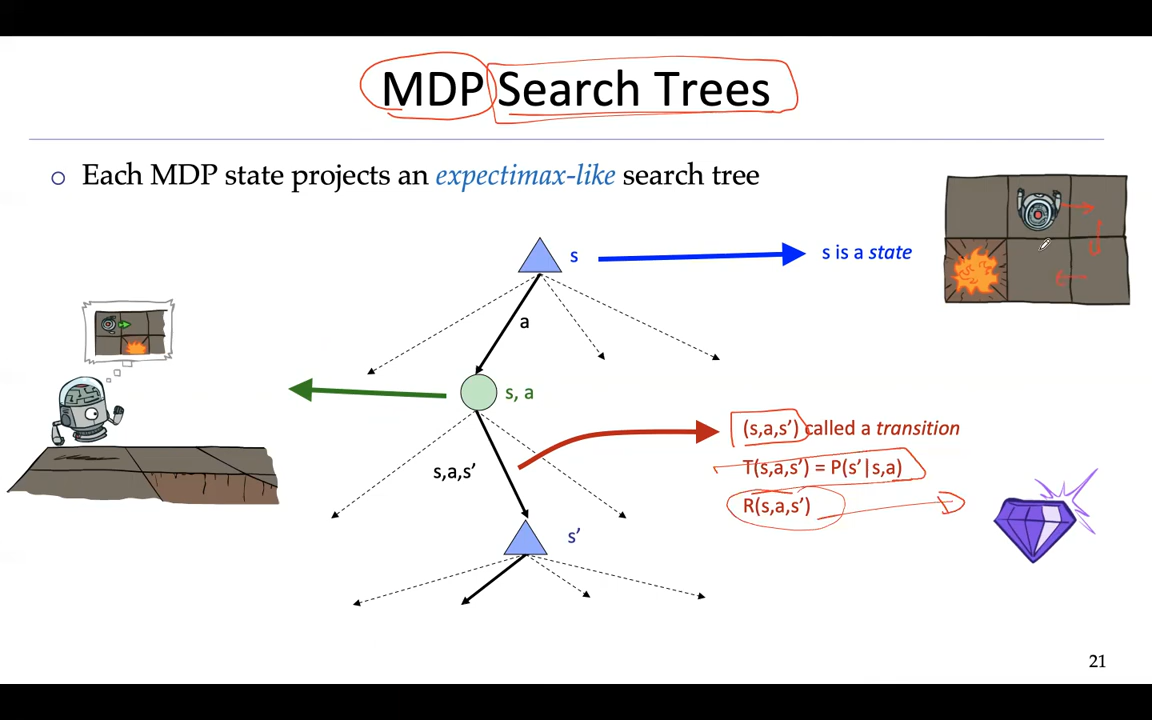 MDP Search Trees
○ Each MDP state projects an expectimax-like search tree
s
s is a state
a
s, a
(s,a,s') called a transition
T(s,a,s') = P(s'|s,a)
s,a,s'
R(s,a,s')
s'
21